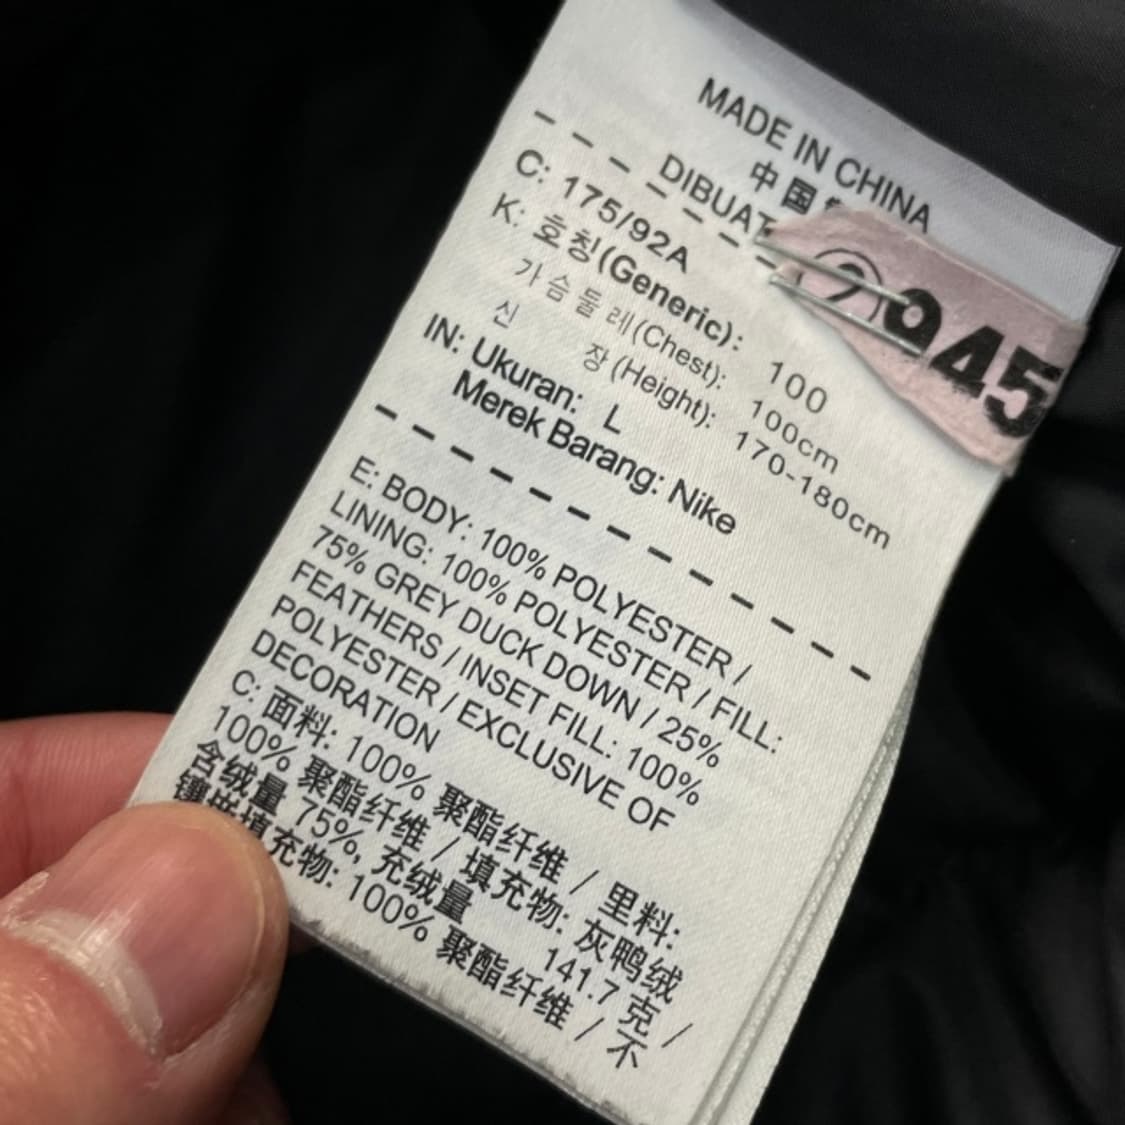 MADE IN CHINA
中国
DIBUAT
C: 175/92A
K: 호칭(Generic): 100
가슴둘레(Chest): 100cm
신 장 (Height): 170-180cm
IN: Ukuran: L
Merek Barang: Nike
E: BODY: 100% POLYESTER /
LINING: 100% POLYESTER / FILL:
75% GREY DUCK DOWN / 25%
FEATHERS / INSET FILL: 100%
POLYESTER / EXCLUSIVE OF
DECORATION
C: 面料: 100% 聚酯纤维 / 里料:
100% 聚酯纤维 / 填充物: 灰鸭绒
含绒量 75%, 充绒量 141.7 克 /
填充物: 100% 聚酯纤维 / 不
945